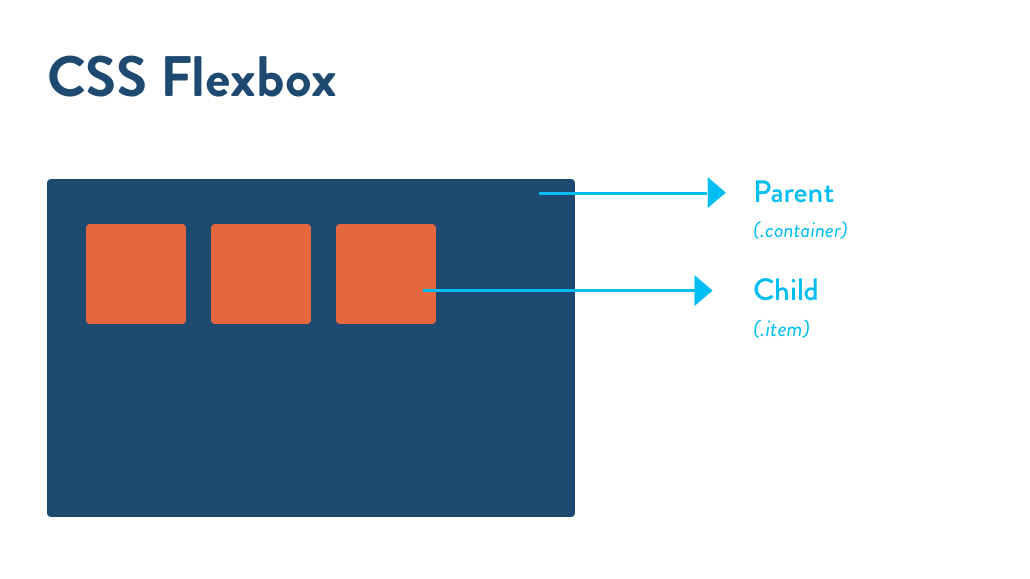 CSS Flexbox
Parent
(.container)
Child
(.item)